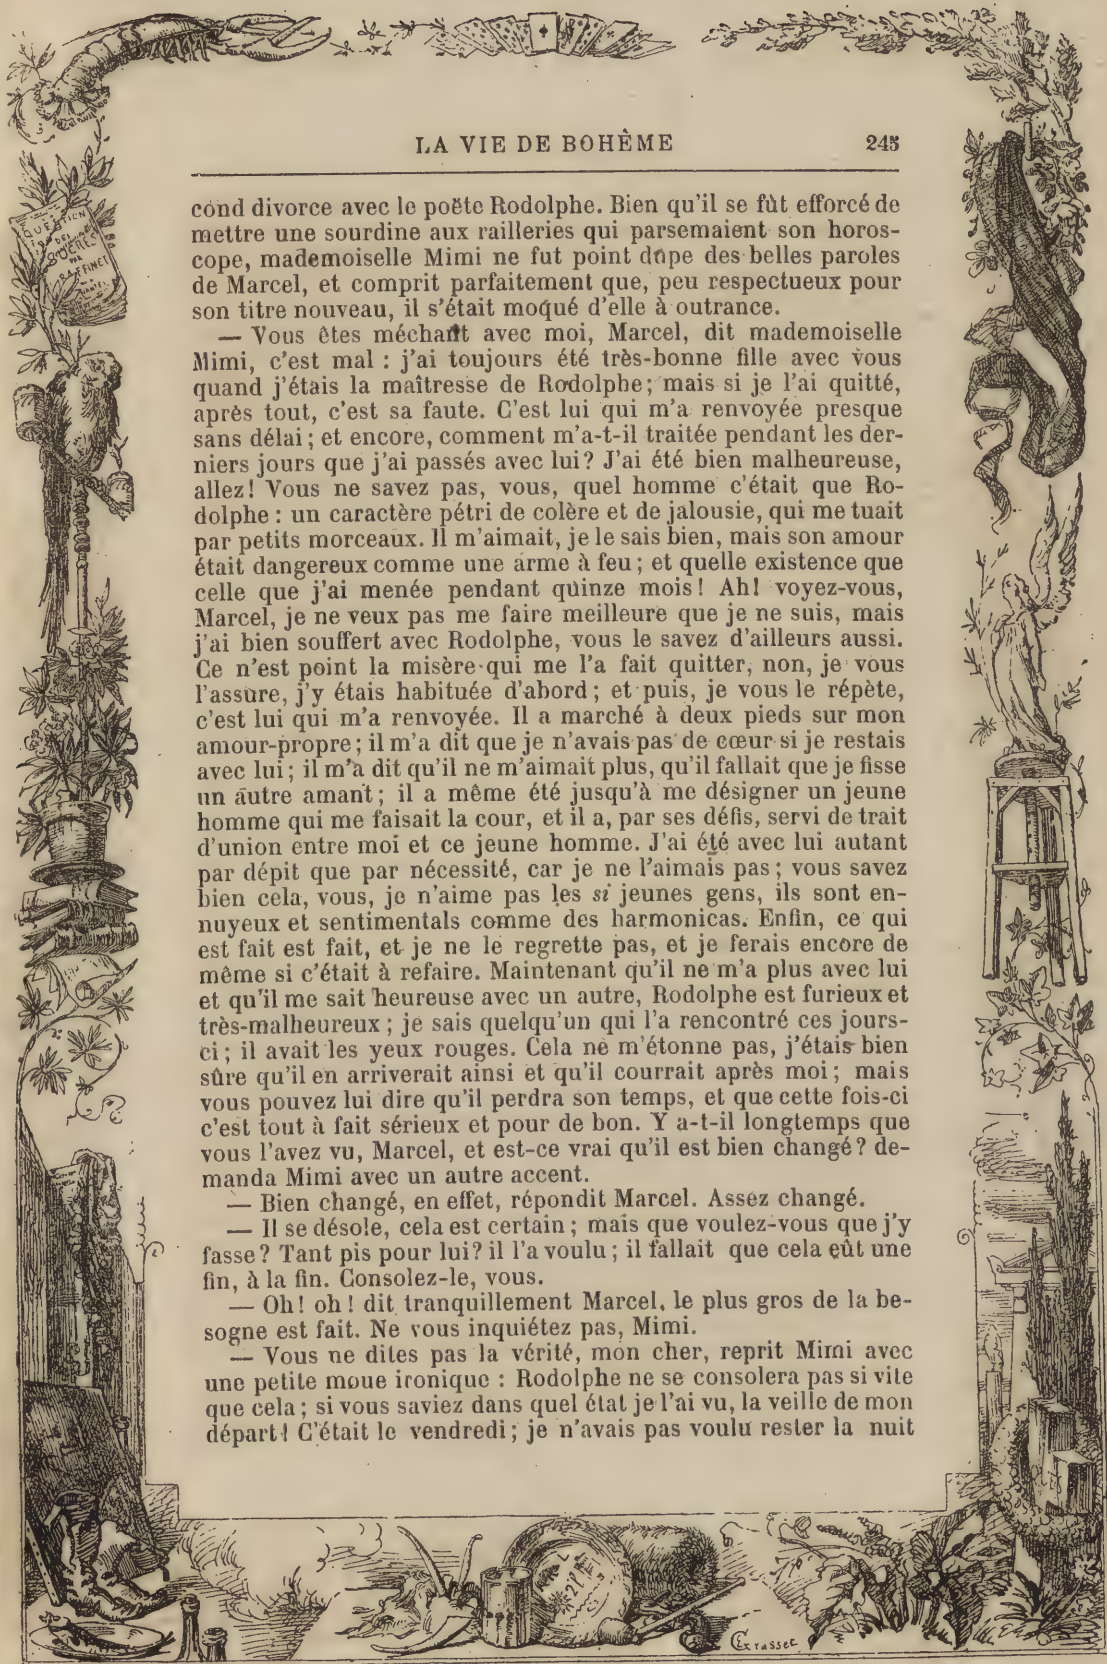 LA VIE DE BOHÊME 245
cond divorce avec le poëte Rodolphe. Bien qu'il se fût efforcé de
mettre une sourdine aux railleries qui parsemaient son horos-
cope, mademoiselle Mimi ne fut point dupe des belles paroles
de Marcel, et comprit parfaitement que, peu respectueux pour
son titre nouveau, il s'était moqué d'elle à outrance.
— Vous êtes méchant avec moi, Marcel, dit mademoiselle
Mimi, c'est mal : j'ai toujours été très-bonne fille avec vous
quand j'étais la maîtresse de Rodolphe; mais si je l'ai quitté,
après tout, c'est sa faute. C'est lui qui m'a renvoyée presque
sans délai ; et encore, comment m'a-t-il traitée pendant les der-
niers jours que j'ai passés avec lui? J'ai été bien malheureuse,
allez! Vous ne savez pas, vous, quel homme c'était que Ro-
dolphe : un caractère pétri de colère et de jalousie, qui me tuait
par petits morceaux. Il m'aimait, je le sais bien, mais son amour
était dangereux comme une arme à feu ; et quelle existence que
celle que j'ai menée pendant quinze mois! Ah! voyez-vous,
Marcel, je ne veux pas me faire meilleure que je ne suis, mais
j'ai bien souffert avec Rodolphe, vous le savez d'ailleurs aussi.
Ce n'est point la misère qui me l'a fait quitter, non, je vous
l'assure, j'y étais habituée d'abord ; et puis, je vous le répète,
c'est lui qui m'a renvoyée. Il a marché à deux pieds sur mon
amour-propre ; il m'a dit que je n'avais pas de cœur si je restais
avec lui ; il m'a dit qu'il ne m'aimait plus, qu'il fallait que je fisse
un autre amant ; il a même été jusqu'à me désigner un jeune
homme qui me faisait la cour, et il a, par ses défis, servi de trait
d'union entre moi et ce jeune homme. J'ai été avec lui autant
par dépit que par nécessité, car je ne l'aimais pas ; vous savez
bien cela, vous, je n'aime pas les si jeunes gens, ils sont en-
nuyeux et sentimentals comme des harmonicas. Enfin, ce qui
est fait est fait, et je ne le regrette pas, et je ferais encore de
même si c'était à refaire. Maintenant qu'il ne m'a plus avec lui
et qu'il me sait heureuse avec un autre, Rodolphe est furieux et
très-malheureux ; je sais quelqu'un qui l'a rencontré ces jours-
ci ; il avait les yeux rouges. Cela ne m'étonne pas, j'étais bien
sûre qu'il en arriverait ainsi et qu'il courrait après moi ; mais
vous pouvez lui dire qu'il perdra son temps, et que cette fois-ci
c'est tout à fait sérieux et pour de bon. Y a-t-il longtemps que
vous l'avez vu, Marcel, et est-ce vrai qu'il est bien changé? de-
manda Mimi avec un autre accent.
— Bien changé, en effet, répondit Marcel. Assez changé.
— Il se désole, cela est certain ; mais que voulez-vous que j'y
fasse? Tant pis pour lui? il l'a voulu ; il fallait que cela eût une
fin, à la fin. Consolez-le, vous.
— Oh! oh! dit tranquillement Marcel, le plus gros de la be-
sogne est fait. Ne vous inquiétez pas, Mimi.
— Vous ne dites pas la vérité, mon cher, reprit Mimi avec
une petite moue ironique : Rodolphe ne se consolera pas si vite
que cela ; si vous saviez dans quel état je l'ai vu, la veille de mon
départ! C'était le vendredi ; je n'avais pas voulu rester la nuit
QUESTION
DES
SUCRES
PAR
RAFFINET
EGrasset